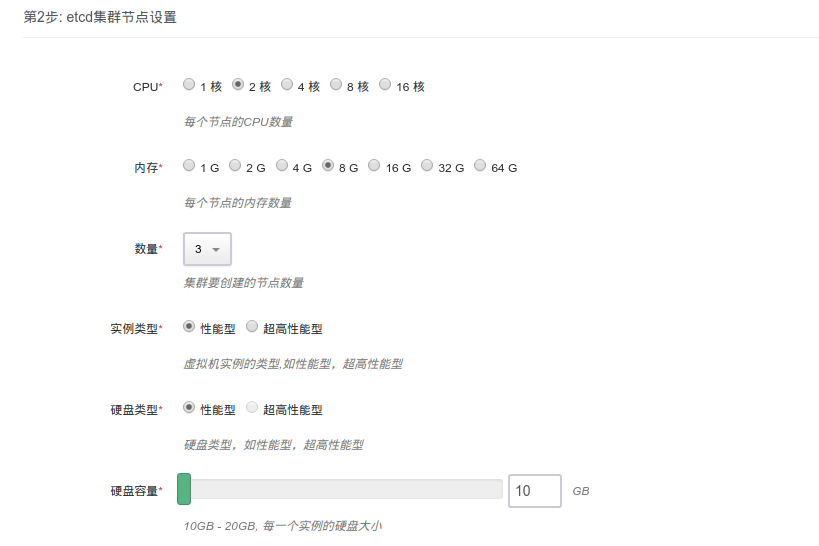 第2步: etcd集群节点设置
CPU* 1 核 2 核 4 核 8 核 16 核
每个节点的CPU数量
内存* 1 G 2 G 4 G 8 G 16 G 32 G 64 G
每个节点的内存数量
数量* 3
集群要创建的节点数量
实例类型* 性能型 超高性能型
虚拟机实例的类型,如性能型，超高性能型
硬盘类型* 性能型 超高性能型
硬盘类型，如性能型，超高性能型
硬盘容量* 10 GB
10GB - 20GB, 每一个实例的硬盘大小